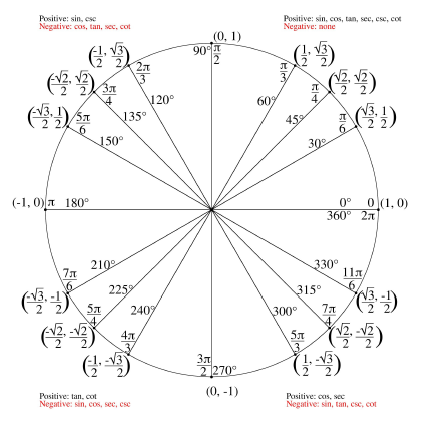 Positive: sin, csc
Negative: cos, tan, sec, cot
Positive: sin, cos, tan, sec, csc, cot
Negative: none
(0, 1)
90° π/2
(-1/2, √3/2) 2π/3 120°
(1/2, √3/2) π/3 60°
(-√2/2, √2/2) 3π/4 135°
(√2/2, √2/2) π/4 45°
(-√3/2, 1/2) 5π/6 150°
(√3/2, 1/2) π/6 30°
(-1, 0) π 180°
0° 0 (1, 0)
360° 2π
210° 7π/6 (-√3/2, -1/2)
330° 11π/6 (√3/2, -1/2)
225° 5π/4 (-√2/2, -√2/2)
315° 7π/4 (√2/2, -√2/2)
240° 4π/3 (-1/2, -√3/2)
300° 5π/3 (1/2, -√3/2)
3π/2 270°
(0, -1)
Positive: tan, cot
Negative: sin, cos, sec, csc
Positive: cos, sec
Negative: sin, tan, csc, cot